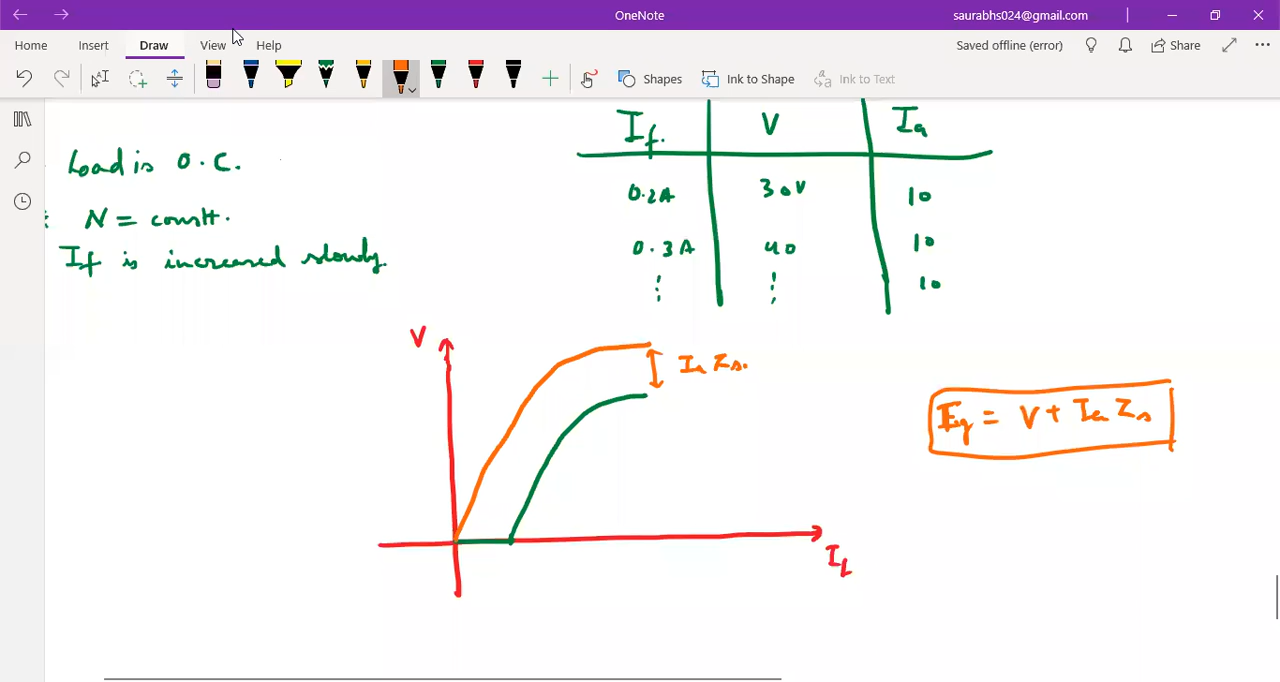 OneNote
saurabhs024@gmail.com
Home
Insert
Draw
View
Help
Saved offline (error)
Share
Shapes
Ink to Shape
Ink to Text
If. V Ia
0.2A 30V 10
0.3A 40 10
⋮ ⋮ 10
Load is O.C.
N = constt.
If is increased slowly.
V
Ia Zs.
Eg = V + Ia Zs
If